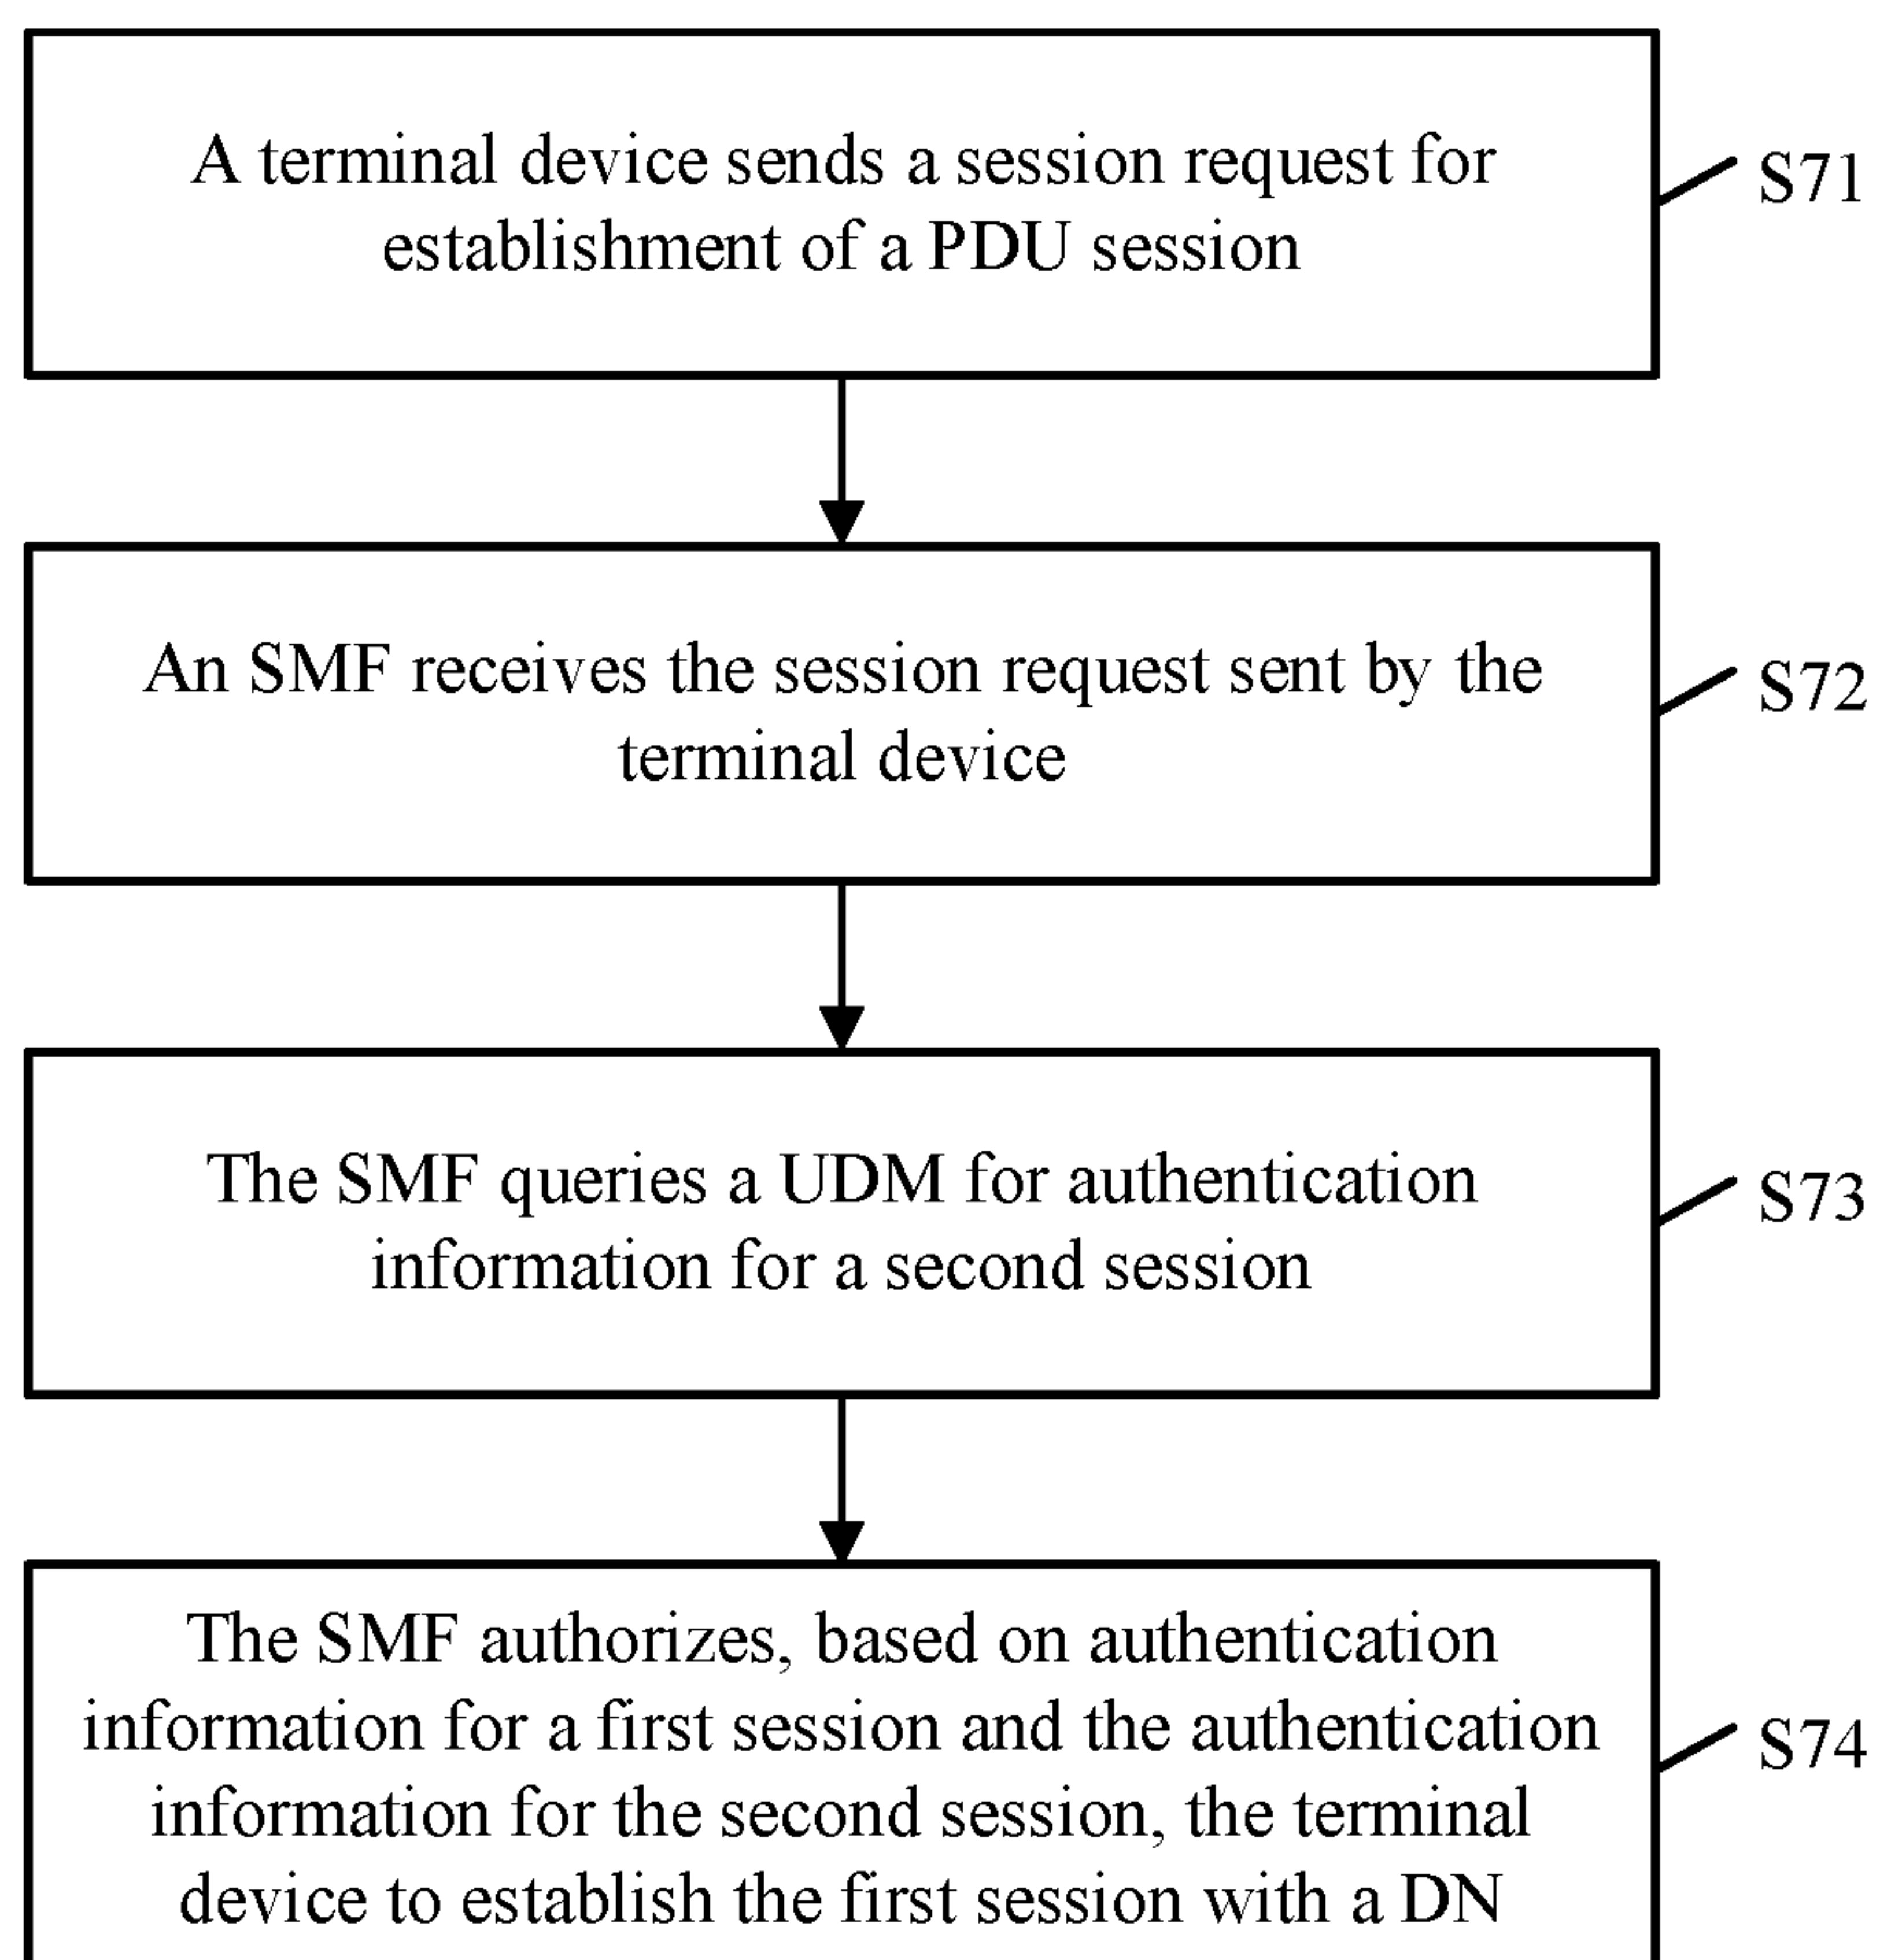 A terminal device sends a session request for
establishment of a PDU session
S71
An SMF receives the session request sent by the
terminal device
S72
The SMF queries a UDM for authentication
information for a second session
S73
The SMF authorizes, based on authentication
information for a first session and the authentication
information for the second session, the terminal
device to establish the first session with a DN
S74